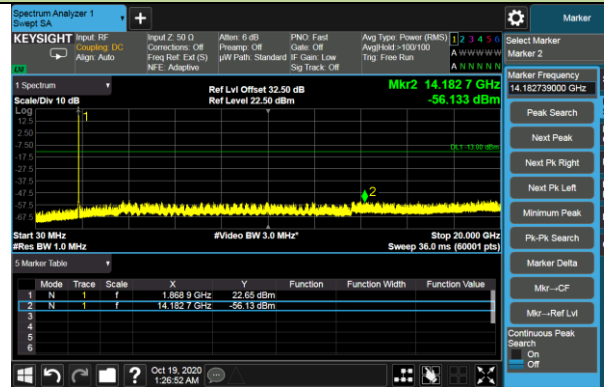 Spectrum Analyzer 1
Swept SA
+
Marker
KEYSIGHT Input: RF Input Z: 50 Ω Atten: 6 dB PNO: Fast Avg Type: Power (RMS) 1 2 3 4 5 6
Coupling: DC Corrections: Off Preamp: Off Gate: Off Avg|Hold:>100/100 A W W W W W
Align: Auto Freq Ref: Ext (S) µW Path: Standard IF Gain: Low Trig: Free Run
NFE: Adaptive Sig Track: Off A N N N N N
Select Marker
Marker 2
1 Spectrum
Ref Lvl Offset 32.50 dB
Mkr2 14.182 7 GHz
Scale/Div 10 dB
Ref Level 22.50 dBm
-56.133 dBm
Log
12.5
2.50
-7.50
-17.5
-27.5
-37.5
-47.5
-57.5
-67.5
1
DL1 -13.00 dBm
2
Start 30 MHz
#Video BW 3.0 MHz*
Stop 20.000 GHz
#Res BW 1.0 MHz
Sweep 36.0 ms (60001 pts)
5 Marker Table
Mode Trace Scale X Y Function Function Width Function Value
1 N 1 f 1.868 9 GHz 22.65 dBm
2 N 1 f 14.182 7 GHz -56.13 dBm
3
4
5
6
Marker Frequency
14.182739000 GHz
Peak Search
Next Peak
Next Pk Right
Next Pk Left
Minimum Peak
Pk-Pk Search
Marker Delta
Mkr→CF
Mkr→Ref Lvl
Continuous Peak
Search
On
Off
?
Oct 19, 2020
1:26:52 AM